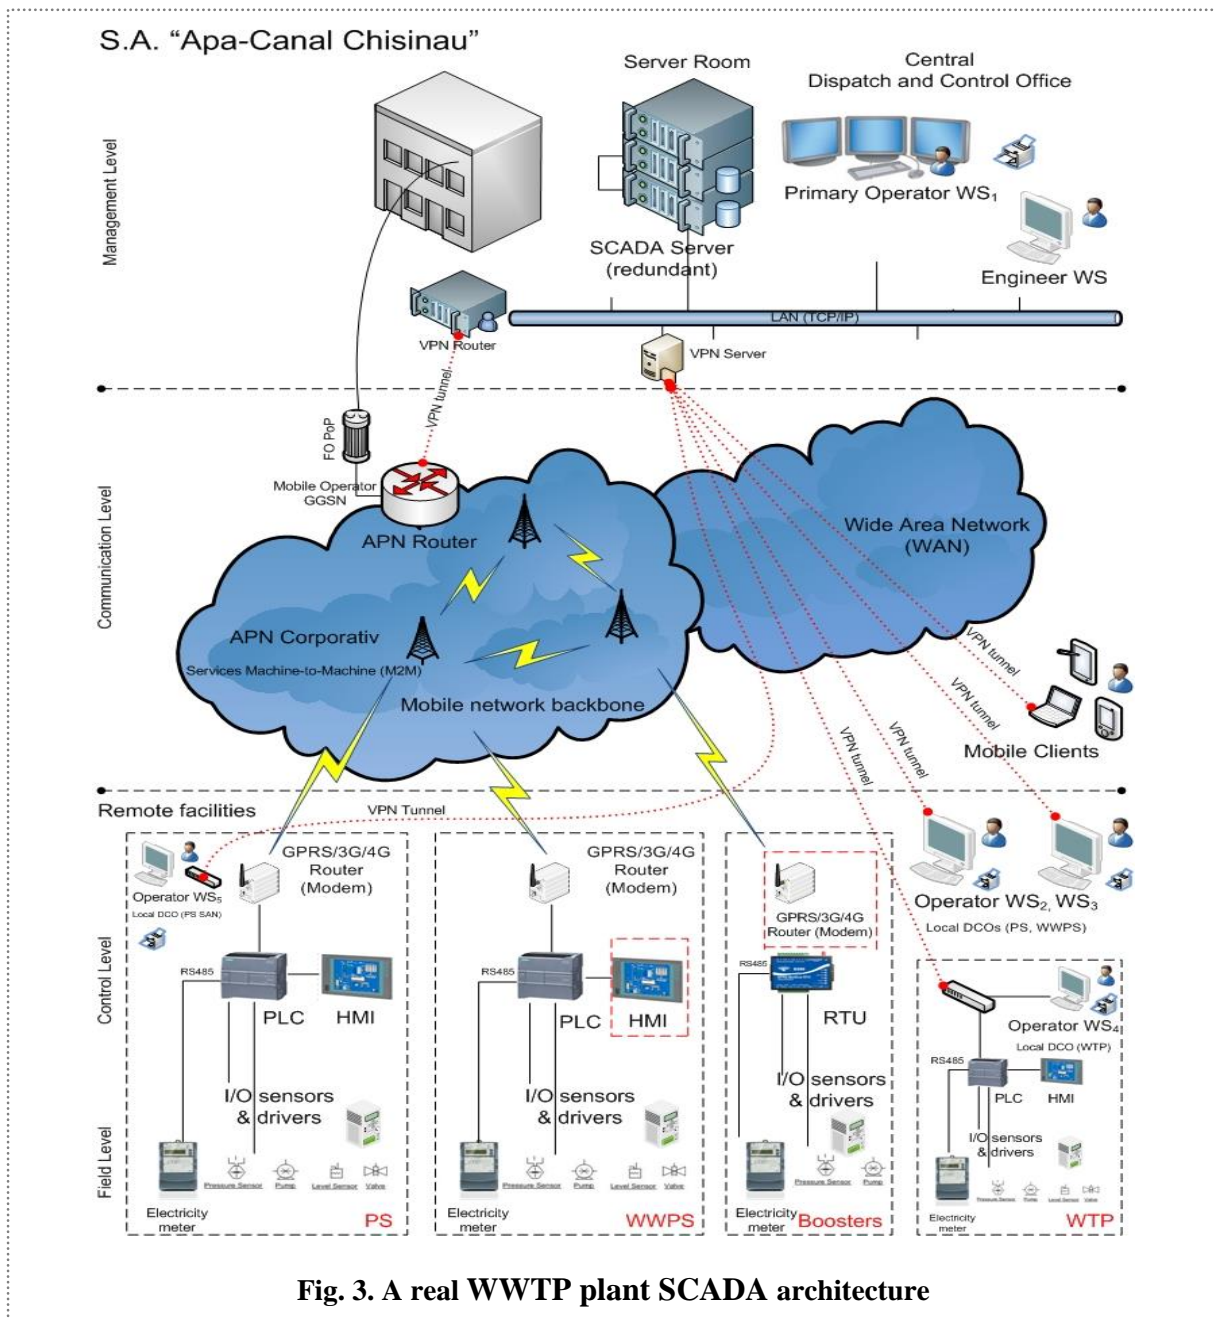 S.A. “Apa-Canal Chisinau”
Server Room
Central
Dispatch and Control Office
Management Level
Primary Operator WS1
SCADA Server
(redundant)
Engineer WS
LAN (TCP/IP)
VPN Router
VPN Server
VPN tunnel
FO PoP
Mobile Operator
GGSN
APN Router
Wide Area Network
(WAN)
Communication Level
APN Corporativ
Services Machine-to-Machine (M2M)
Mobile network backbone
VPN tunnel
VPN tunnel
VPN tunnel
VPN tunnel
Mobile Clients
Remote facilities
VPN Tunnel
GPRS/3G/4G
Router
(Modem)
Operator WS5
Local DCO (PS SAN)
RS485
PLC
HMI
I/O sensors
& drivers
Pressure Sensor
Pump
Level Sensor
Valve
Electricity
meter
PS
GPRS/3G/4G
Router
(Modem)
RS485
PLC
HMI
I/O sensors
& drivers
Pressure Sensor
Pump
Level Sensor
Valve
Electricity
meter
WWPS
GPRS/3G/4G
Router (Modem)
RS485
RTU
I/O sensors
& drivers
Pressure Sensor
Pump
Electricity
meter
Boosters
Operator WS2, WS3
Local DCOs (PS, WWPS)
Operator WS4
Local DCO (WTP)
RS485
PLC
HMI
I/O sensors
& drivers
Pressure Sensor
Pump
Level Sensor
Valve
Electricity
meter
WTP
Control Level
Field Level
Fig. 3. A real WWTP plant SCADA architecture